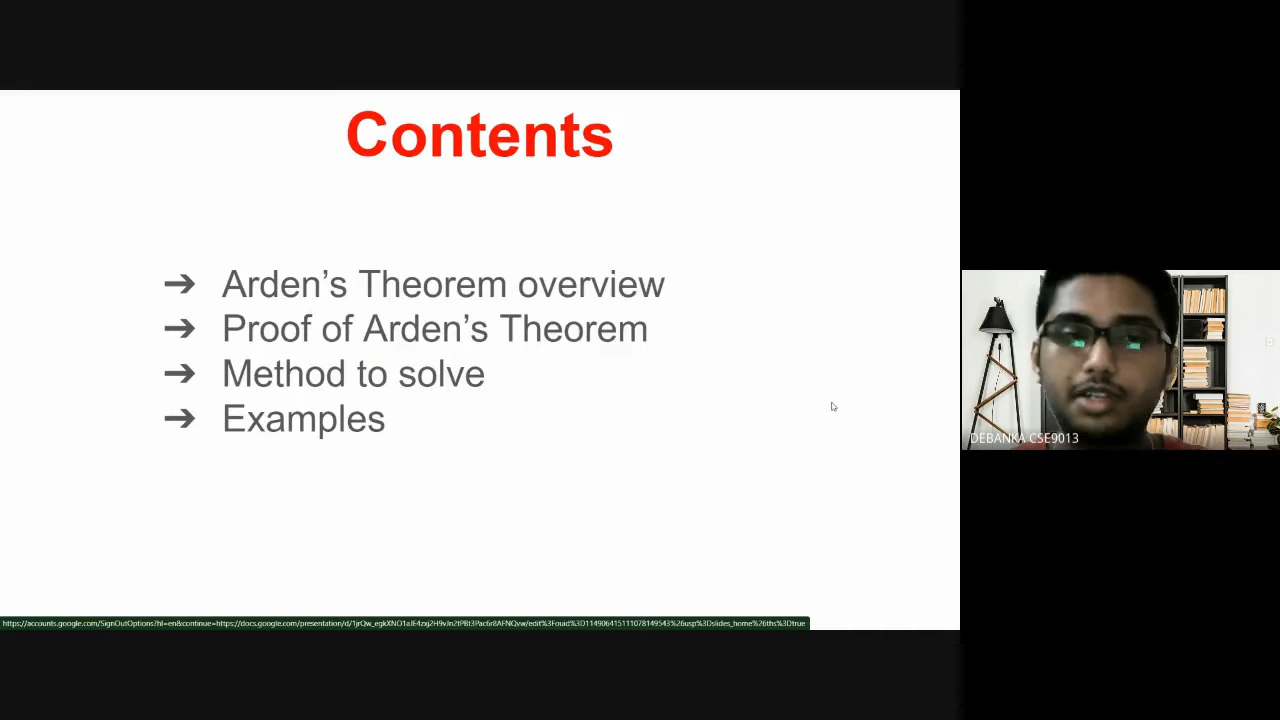 Contents
➔ Arden’s Theorem overview
➔ Proof of Arden’s Theorem
➔ Method to solve
➔ Examples
DEBANKA CSE9013